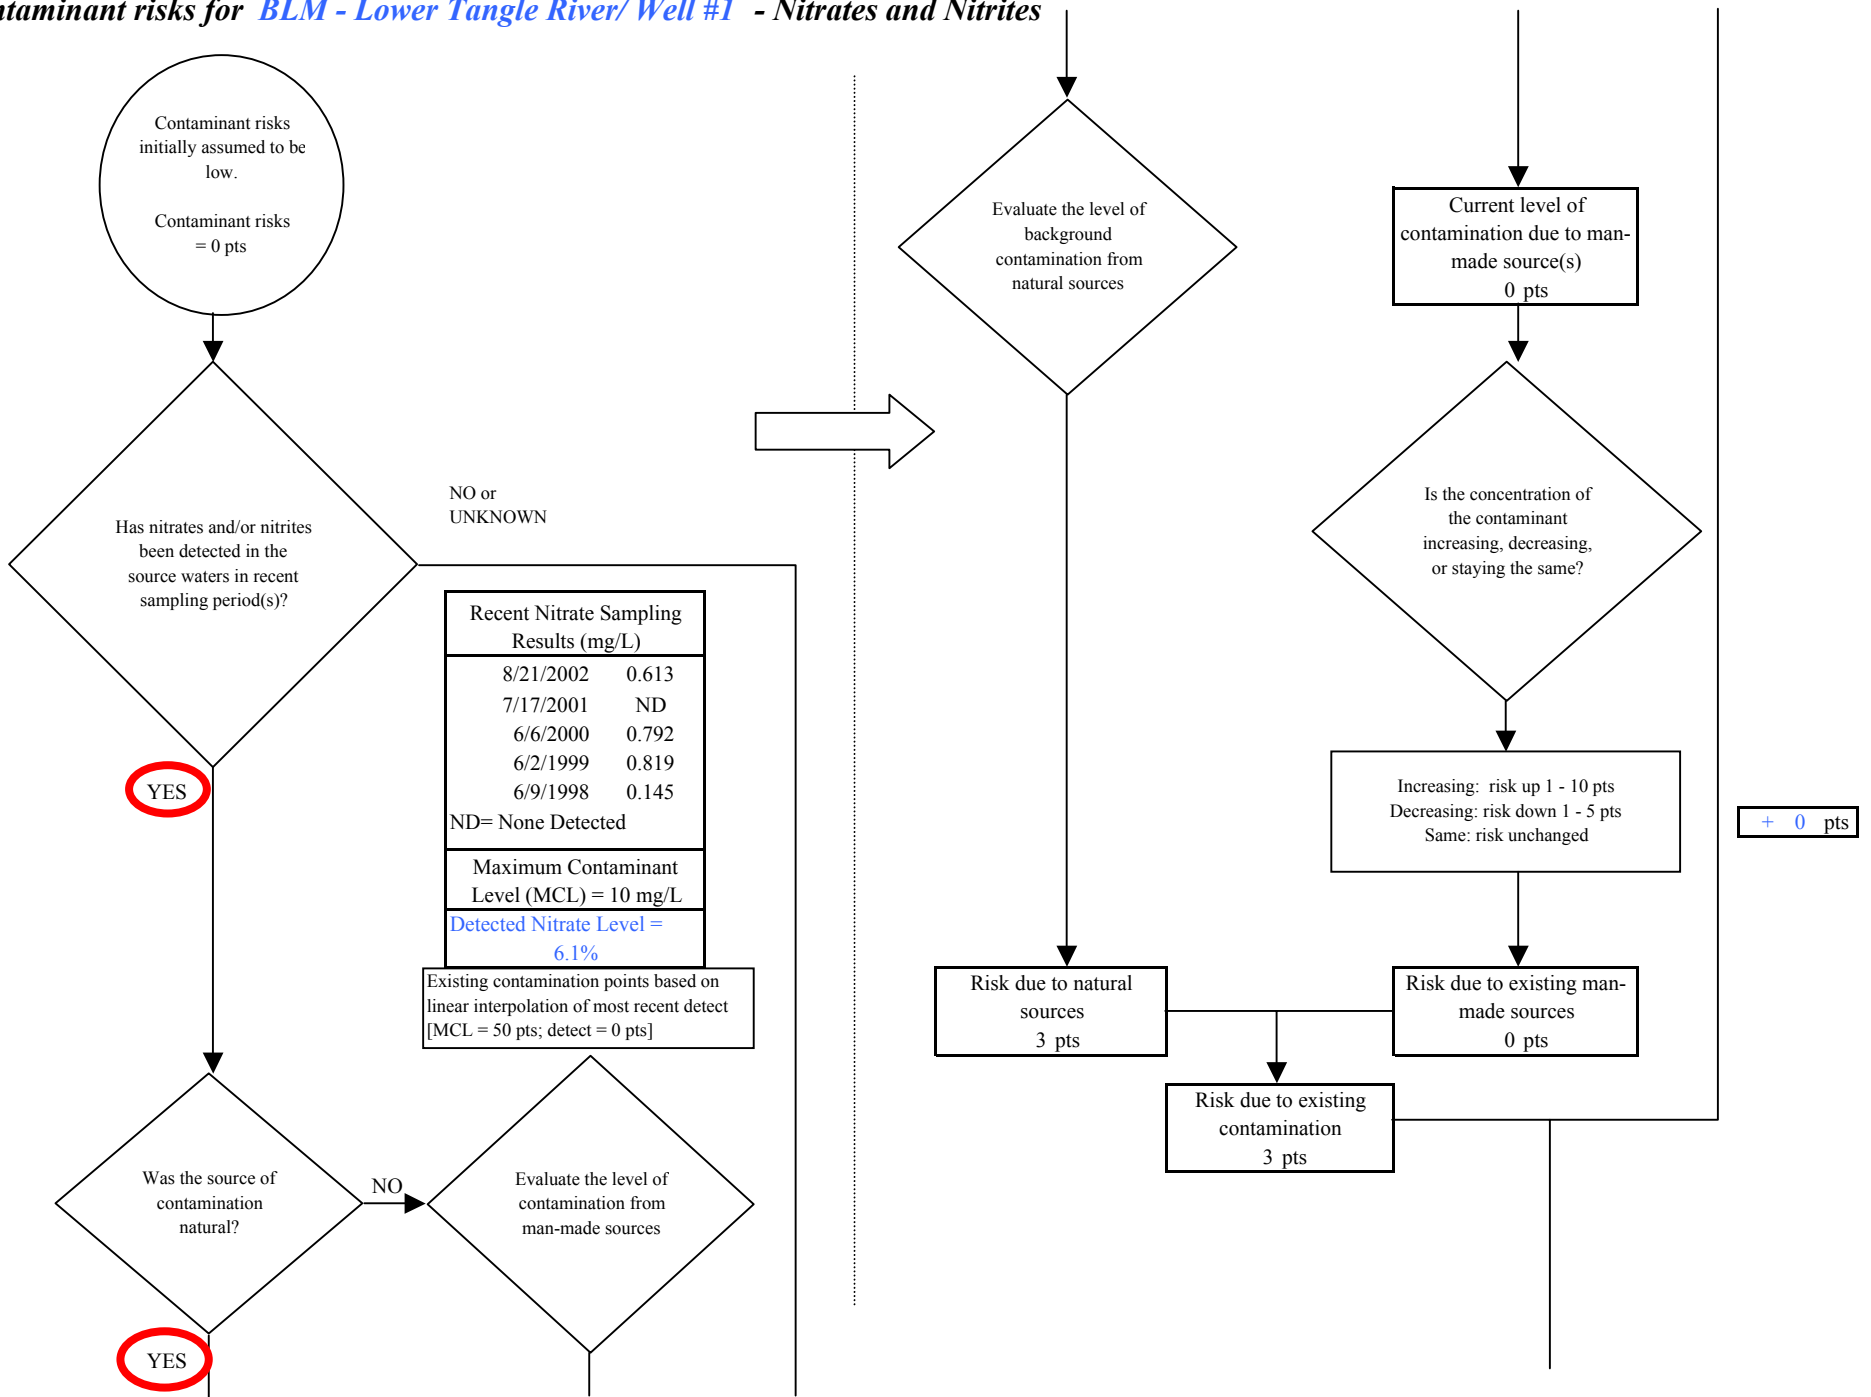 ntaminant risks for BLM - Lower Tangle River/ Well #1 - Nitrates and Nitrites
Contaminant risks
initially assumed to be
low.
Contaminant risks
= 0 pts
Has nitrates and/or nitrites
been detected in the
source waters in recent
sampling period(s)?
NO or
UNKNOWN
YES
Recent Nitrate Sampling
Results (mg/L)
8/21/2002 0.613
7/17/2001 ND
6/6/2000 0.792
6/2/1999 0.819
6/9/1998 0.145
ND= None Detected
Maximum Contaminant
Level (MCL) = 10 mg/L
Detected Nitrate Level =
6.1%
Existing contamination points based on
linear interpolation of most recent detect
[MCL = 50 pts; detect = 0 pts]
Was the source of
contamination
natural?
NO
Evaluate the level of
contamination from
man-made sources
YES
Evaluate the level of
background
contamination from
natural sources
Current level of
contamination due to man-
made source(s)
0 pts
Is the concentration of
the contaminant
increasing, decreasing,
or staying the same?
Increasing: risk up 1 - 10 pts
Decreasing: risk down 1 - 5 pts
Same: risk unchanged
+ 0 pts
Risk due to natural
sources
3 pts
Risk due to existing man-
made sources
0 pts
Risk due to existing
contamination
3 pts